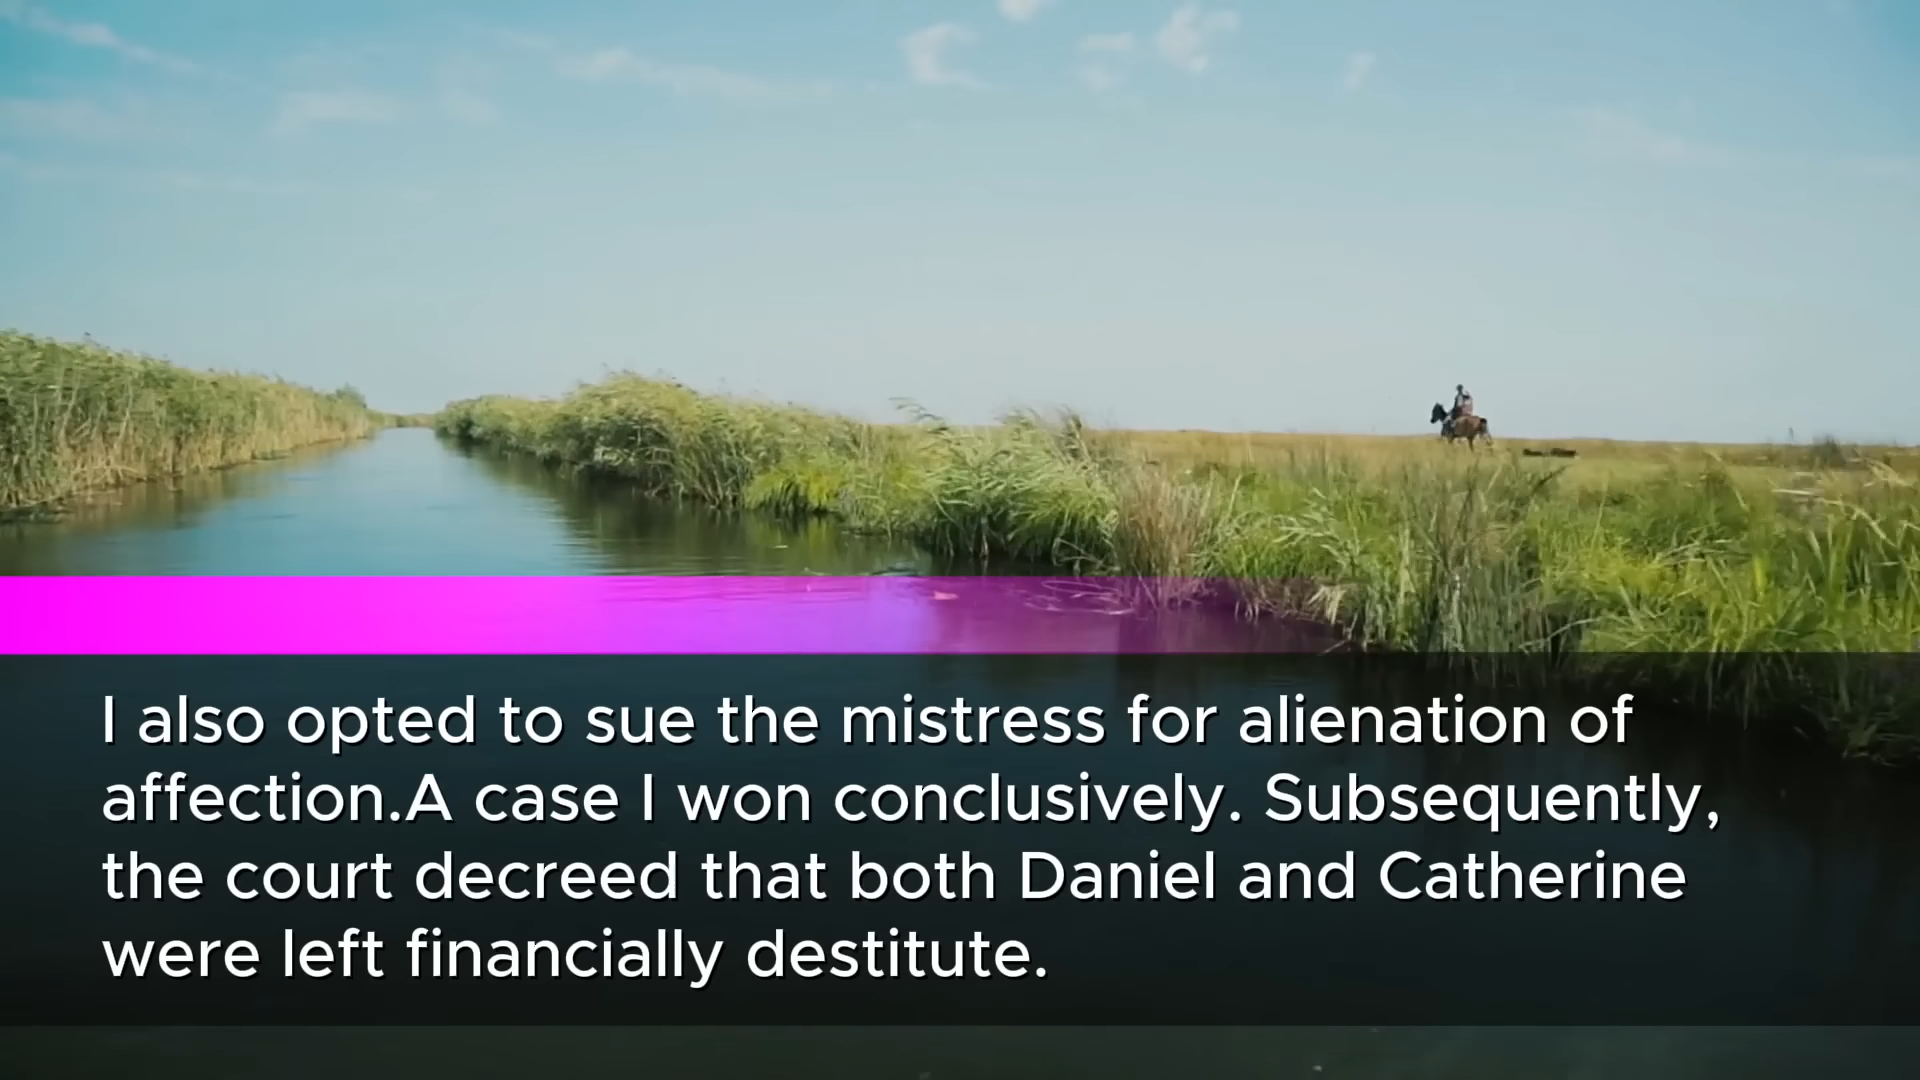 I also opted to sue the mistress for alienation of
affection.A case I won conclusively. Subsequently,
the court decreed that both Daniel and Catherine
were left financially destitute.